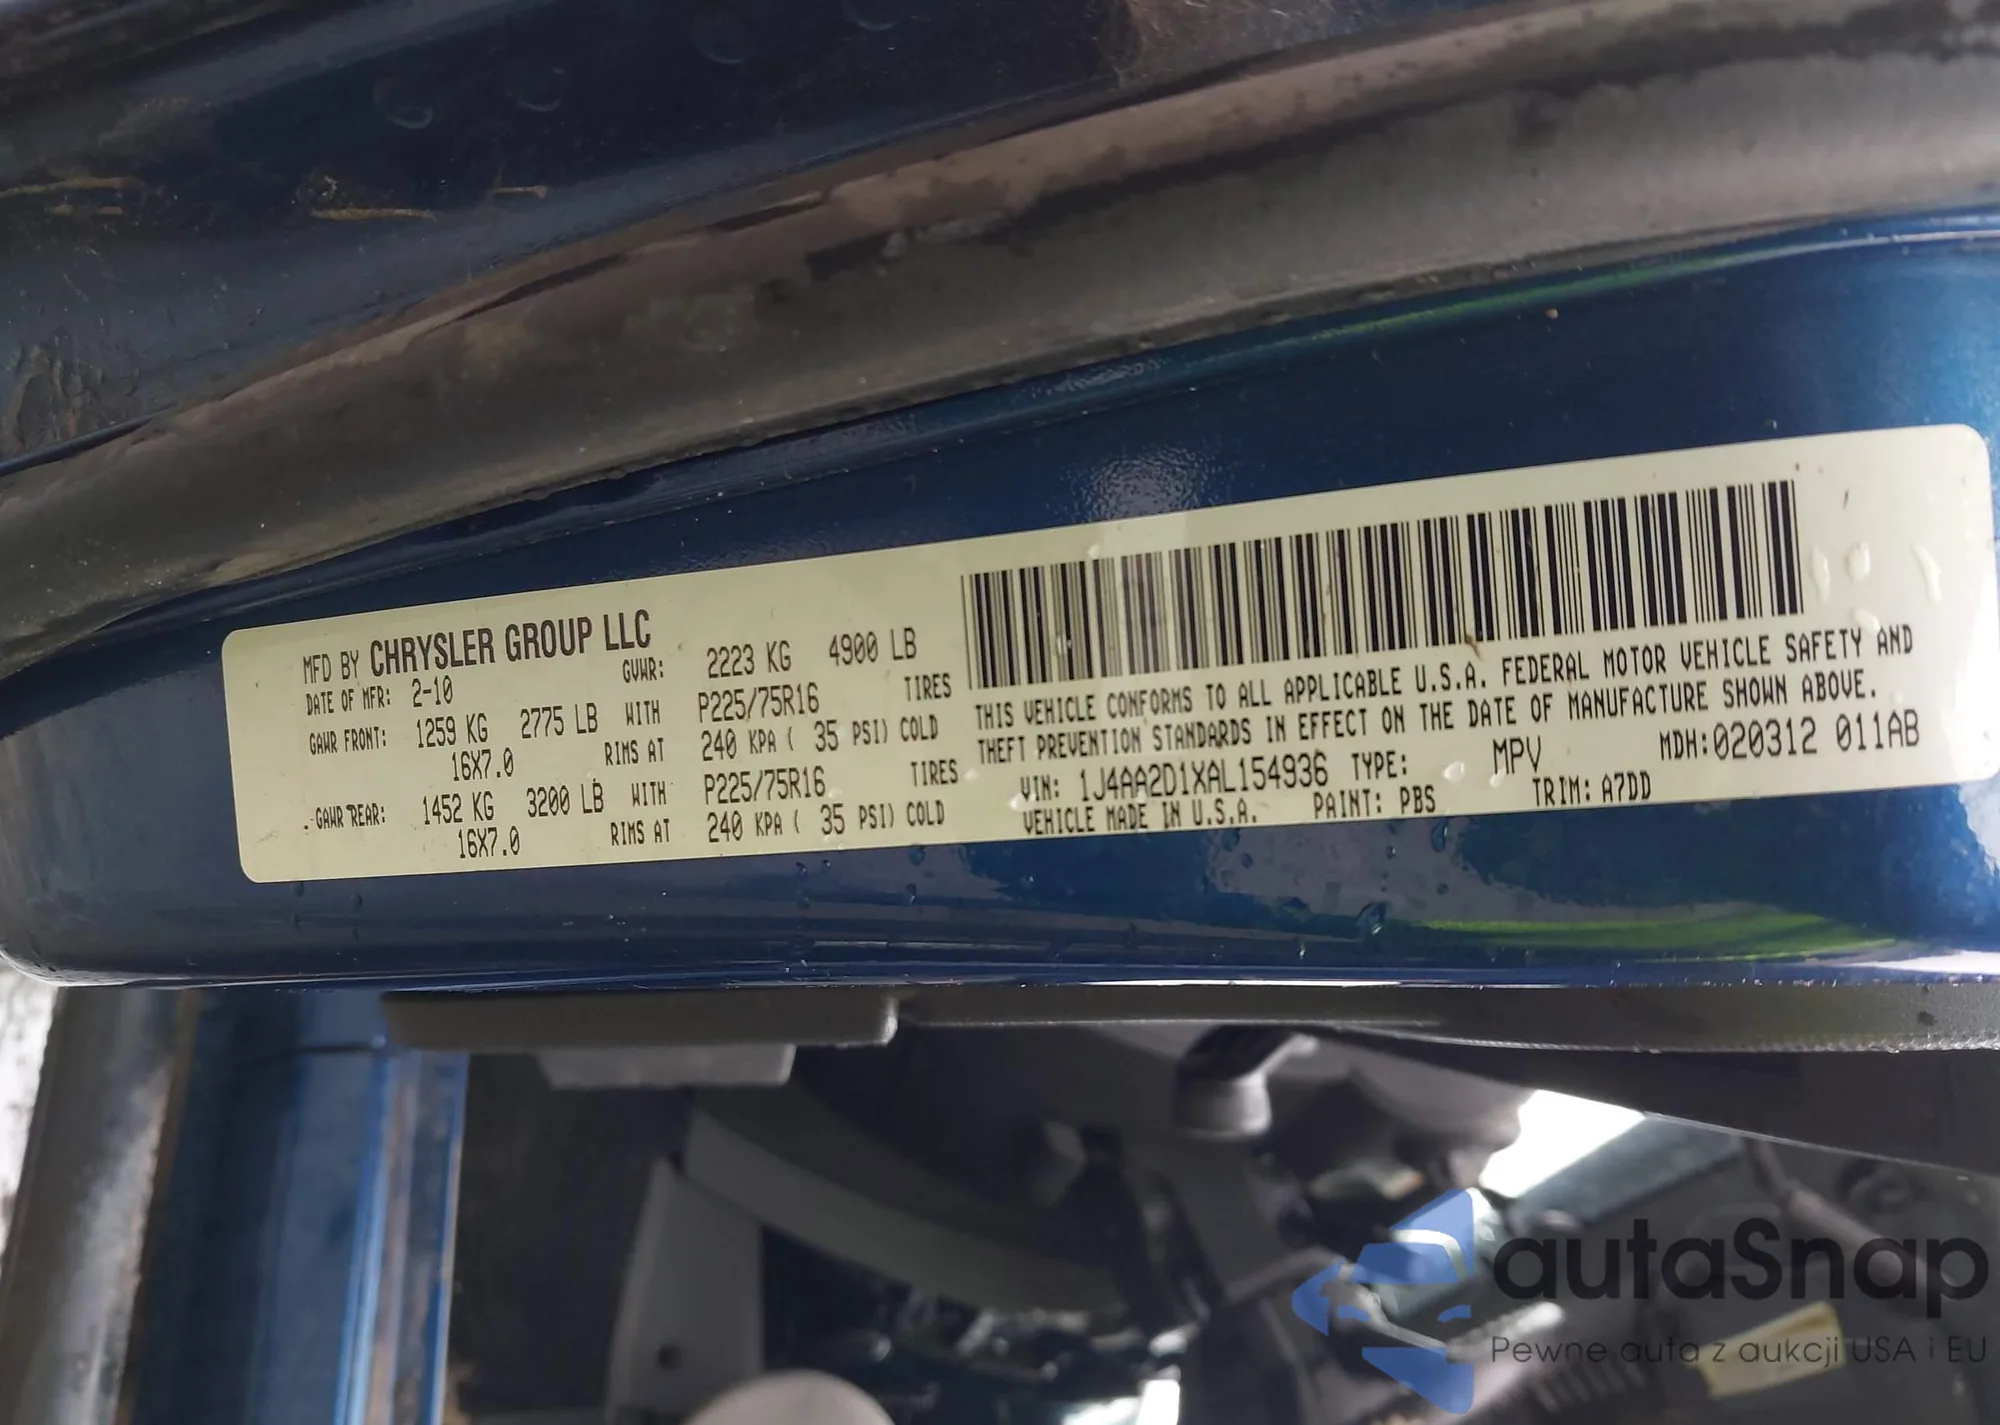 MFD BY CHRYSLER GROUP LLC
DATE OF MFR: 2-10 GVWR: 2223 KG 4900 LB
GAWR FRONT: 1259 KG 2775 LB WITH P225/75R16 TIRES
16X7.0 RIMS AT 240 KPA ( 35 PSI) COLD
GAWR REAR: 1452 KG 3200 LB WITH P225/75R16 TIRES
16X7.0 RIMS AT 240 KPA ( 35 PSI) COLD
THIS VEHICLE CONFORMS TO ALL APPLICABLE U.S.A. FEDERAL MOTOR VEHICLE SAFETY AND
THEFT PREVENTION STANDARDS IN EFFECT ON THE DATE OF MANUFACTURE SHOWN ABOVE.
VIN: 1J4AA2D1XAL154936 TYPE: MPV MDH:020312 011AB
VEHICLE MADE IN U.S.A. PAINT: PBS TRIM: A7DD
autaSnap
Pewne auta z aukcji USA i EU